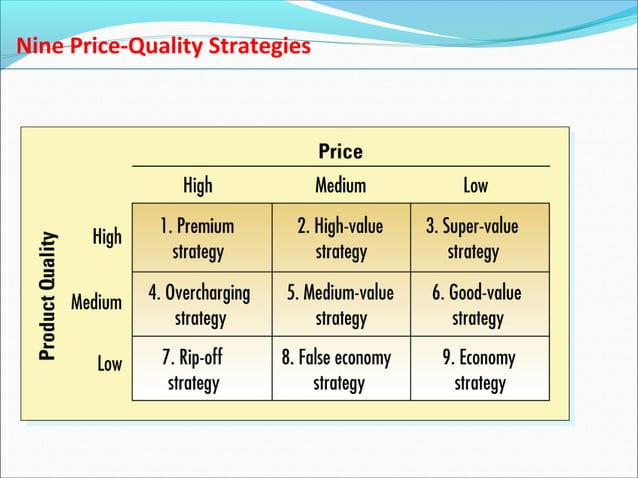 Nine Price-Quality Strategies
Price
High Medium Low
Product Quality
High
1. Premium
strategy
2. High-value
strategy
3. Super-value
strategy
Medium
4. Overcharging
strategy
5. Medium-value
strategy
6. Good-value
strategy
Low
7. Rip-off
strategy
8. False economy
strategy
9. Economy
strategy